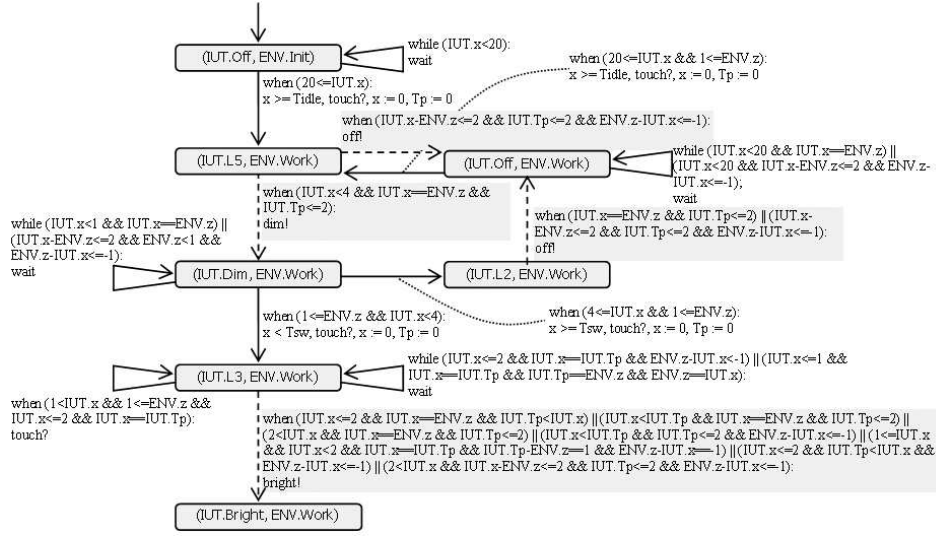 (IUT.Off, ENV.Init)
while (IUT.x<20):
wait
when (20<=IUT.x):
x >= Tidle, touch?, x := 0, Tp := 0
when (20<=IUT.x && 1<=ENV.z):
x >= Tidle, touch?, x := 0, Tp := 0
when (IUT.x-ENV.z<=2 && IUT.Tp<=2 && ENV.z-IUT.x<=-1):
off!
(IUT.L5, ENV.Work)
(IUT.Off, ENV.Work)
while (IUT.x<20 && IUT.x==ENV.z) ||
(IUT.x<20 && IUT.x-ENV.z<=2 && ENV.z-
IUT.x<=-1);
wait
when (IUT.x<4 && IUT.x==ENV.z &&
IUT.Tp<=2):
dim!
when (IUT.x==ENV.z && IUT.Tp<=2) || (IUT.x-
ENV.z<=2 && IUT.Tp<=2 && ENV.z-IUT.x<=-1):
off!
while (IUT.x<1 && IUT.x==ENV.z) ||
(IUT.x-ENV.z<=2 && ENV.z<1 &&
ENV.z-IUT.x<=-1):
wait
(IUT.Dim, ENV.Work)
(IUT.L2, ENV.Work)
when (1<=ENV.z && IUT.x<4):
x < Tsw, touch?, x := 0, Tp := 0
when (4<=IUT.x && 1<=ENV.z):
x >= Tsw, touch?, x := 0, Tp := 0
(IUT.L3, ENV.Work)
while (IUT.x<=2 && IUT.x==IUT.Tp && ENV.z-IUT.x<-1) || (IUT.x<=1 &&
IUT.x==IUT.Tp && IUT.Tp==ENV.z && ENV.z==IUT.x):
wait
when (1<IUT.x && 1<=ENV.z &&
IUT.x<=2 && IUT.x==IUT.Tp):
touch?
when (IUT.x<=2 && IUT.x==ENV.z && IUT.Tp<IUT.x) || (IUT.x<IUT.Tp && IUT.x==ENV.z && IUT.Tp<=2) ||
(2<IUT.x && IUT.x==ENV.z && IUT.Tp<=2) || (IUT.x<IUT.Tp && IUT.Tp<=2 && ENV.z-IUT.x<=-1) || (1<=IUT.x
&& IUT.x<2 && IUT.x==IUT.Tp && IUT.Tp-ENV.z==1 && ENV.z-IUT.x==-1) || (IUT.x<=2 && IUT.Tp<IUT.x &&
ENV.z-IUT.x<=-1) || (2<IUT.x && IUT.x-ENV.z<=2 && IUT.Tp<=2 && ENV.z-IUT.x<=-1):
bright!
(IUT.Bright, ENV.Work)